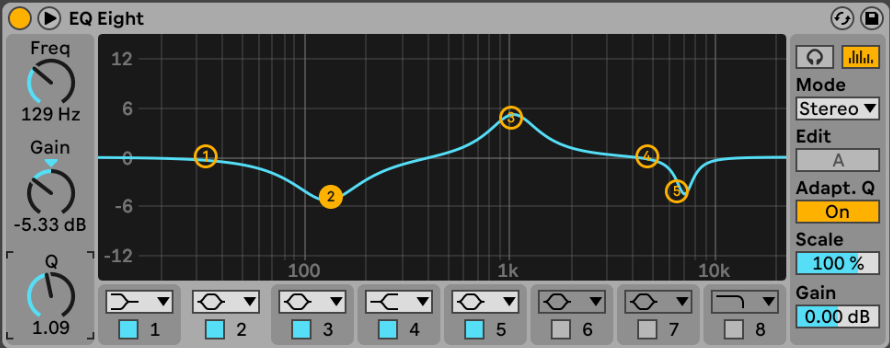 EQ Eight
Freq
129 Hz
Gain
-5.33 dB
Q
1.09
12
6
0
-6
-12
100
1k
10k
1
2
3
4
5
1
2
3
4
5
6
7
8
Mode
Stereo
Edit
A
Adapt. Q
On
Scale
100 %
Gain
0.00 dB